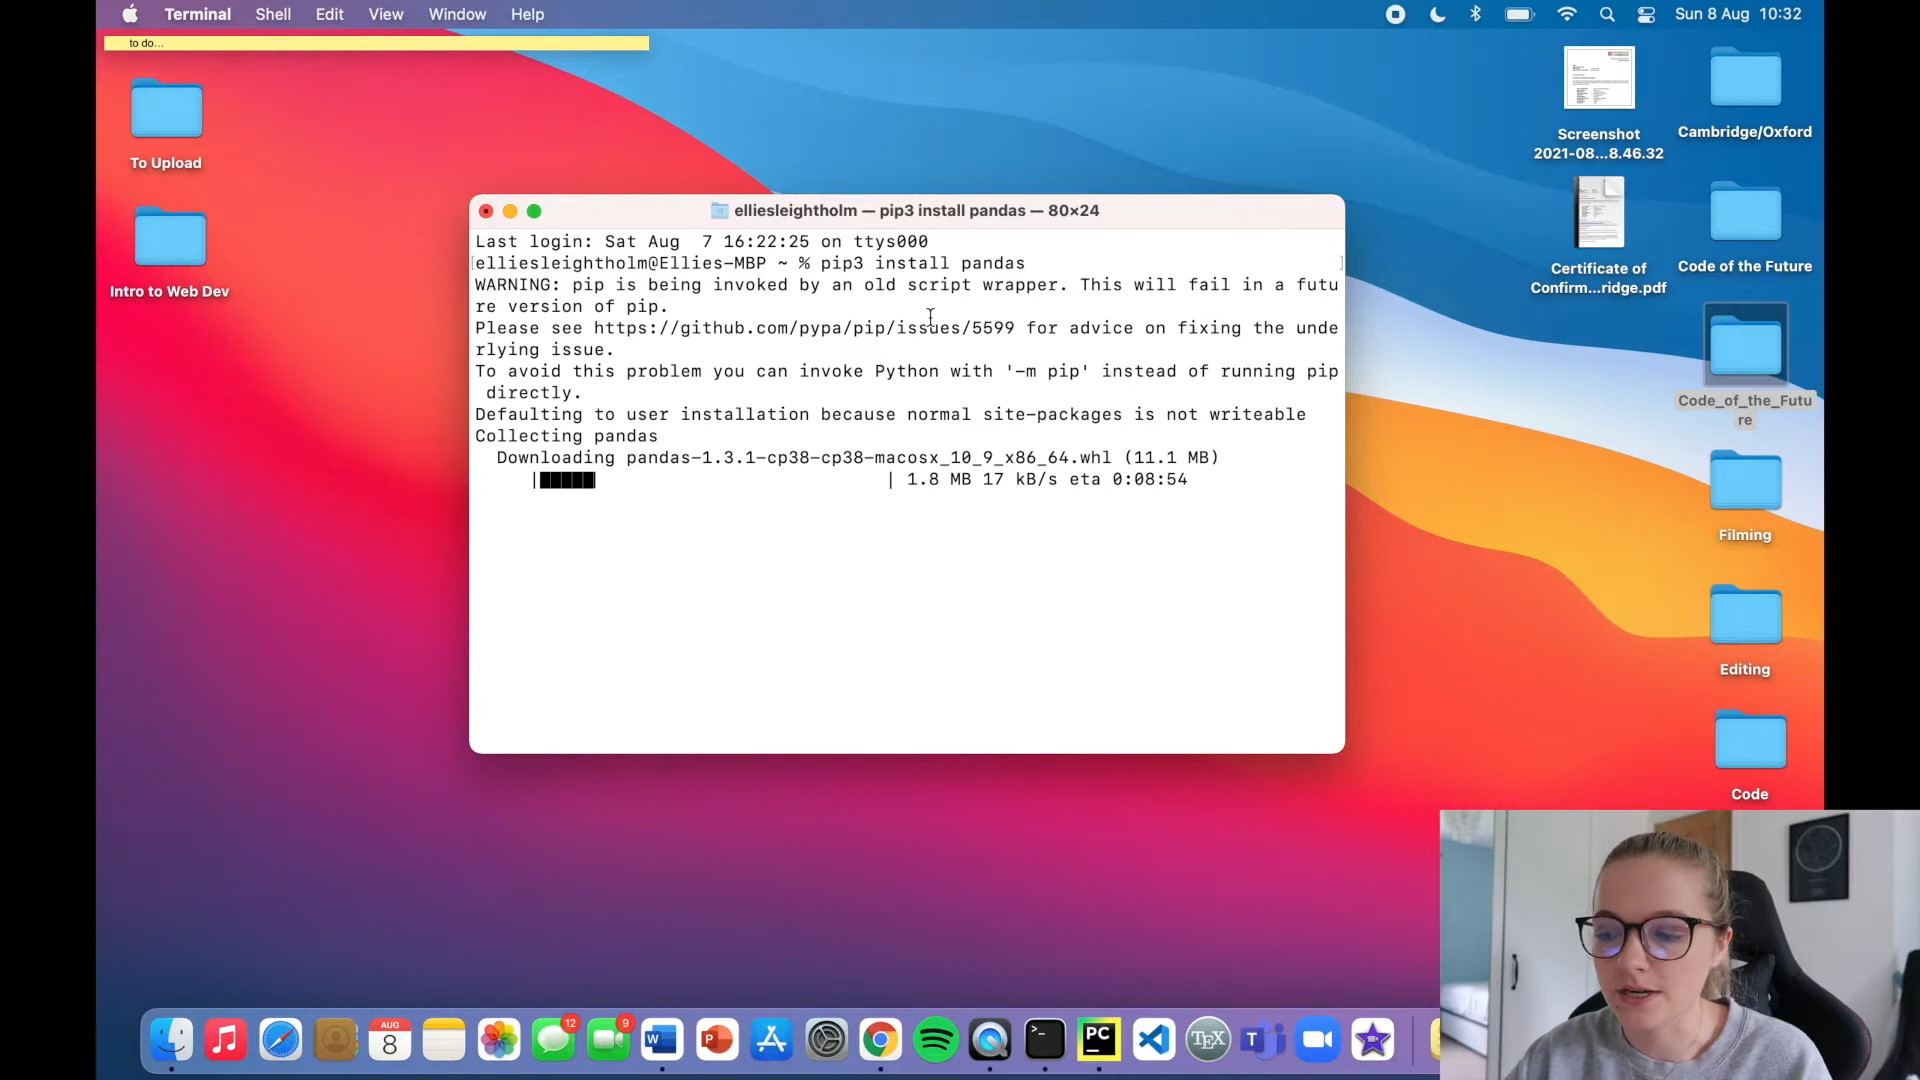 Terminal Shell Edit View Window Help
Sun 8 Aug 10:32
to do...
To Upload
Intro to Web Dev
Screenshot
2021-08...8.46.32
Cambridge/Oxford
Certificate of
Confirm...ridge.pdf
Code of the Future
Code_of_the_Futu
re
Filming
Editing
Code
elliesleightholm — pip3 install pandas — 80×24
Last login: Sat Aug  7 16:22:25 on ttys000
[elliesleightholm@Ellies-MBP ~ % pip3 install pandas ]
WARNING: pip is being invoked by an old script wrapper. This will fail in a futu
re version of pip.
Please see https://github.com/pypa/pip/issues/5599 for advice on fixing the unde
rlying issue.
To avoid this problem you can invoke Python with '-m pip' instead of running pip
 directly.
Defaulting to user installation because normal site-packages is not writeable
Collecting pandas
  Downloading pandas-1.3.1-cp38-cp38-macosx_10_9_x86_64.whl (11.1 MB)
     |█████                           | 1.8 MB 17 kB/s eta 0:08:54
AUG
8
12
9
W
P
>_
PC
TEX
T